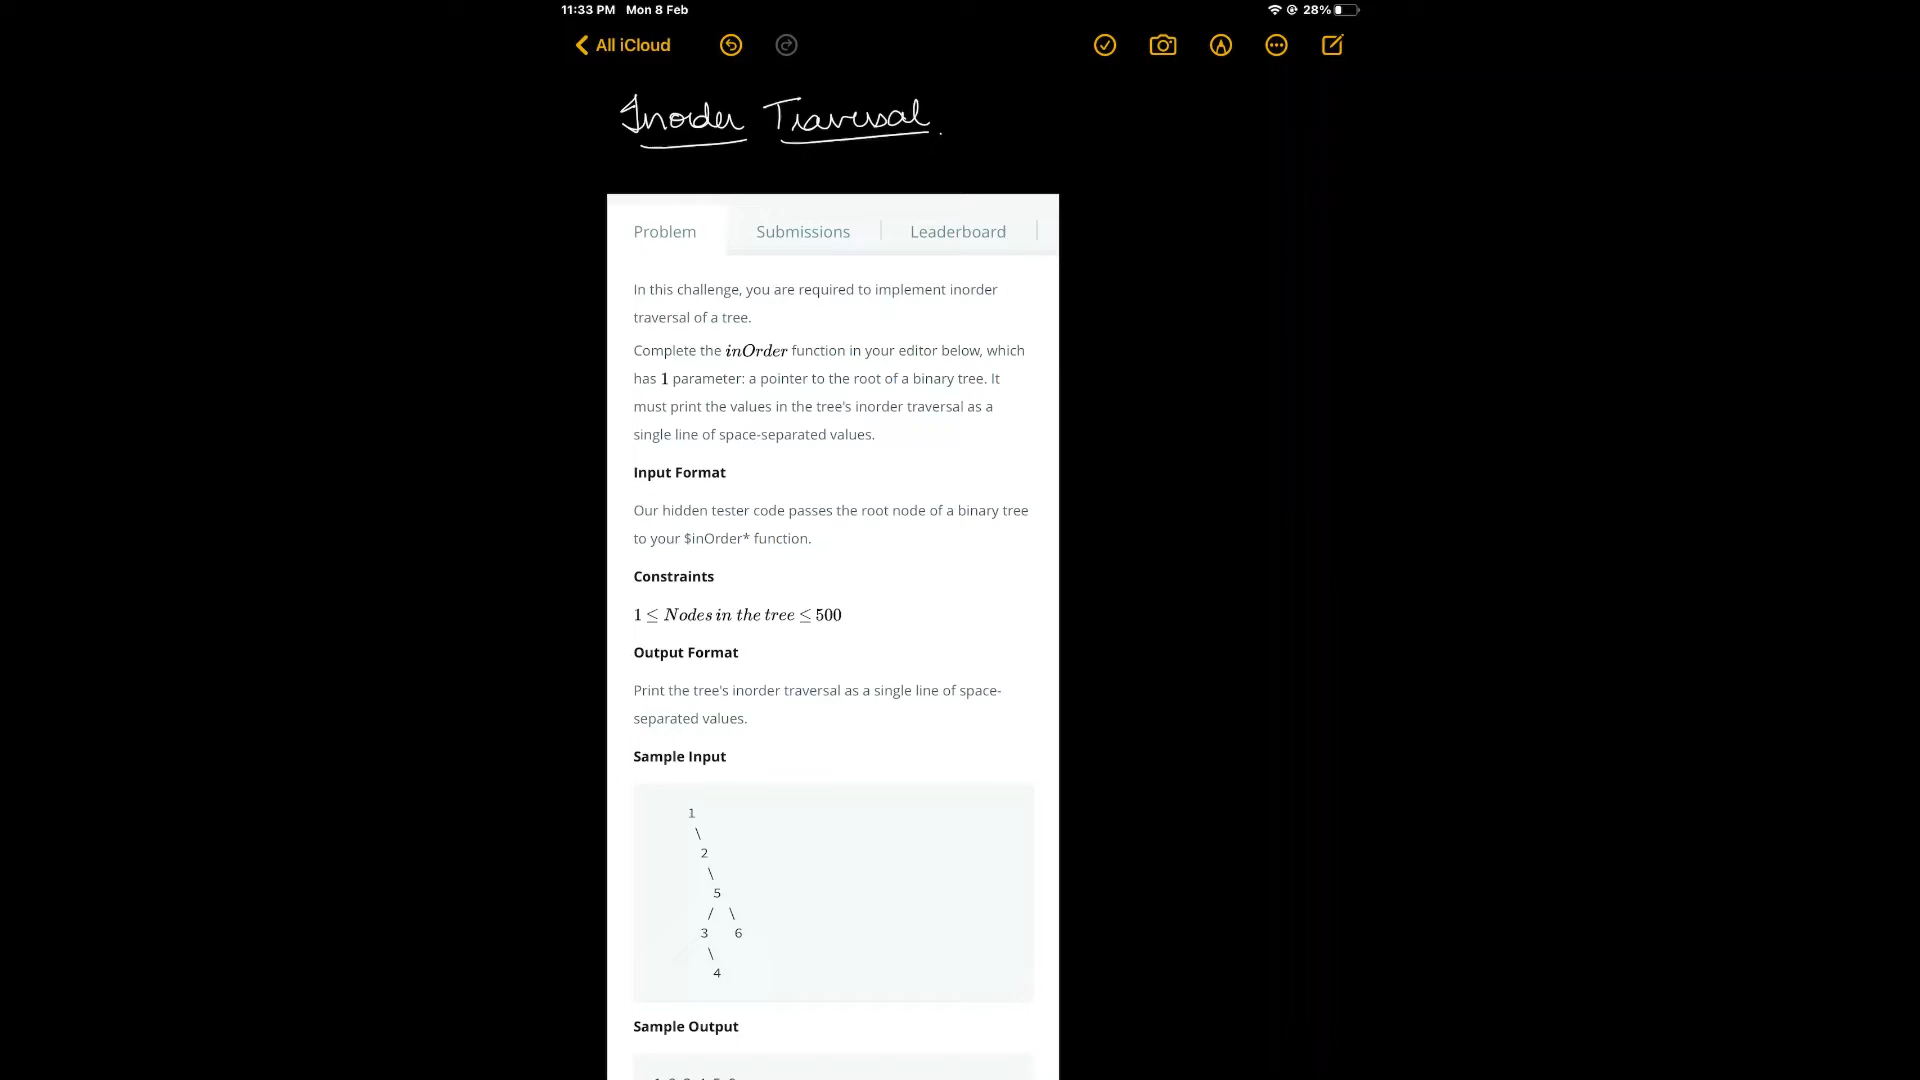 11:33 PM Mon 8 Feb 28%
All iCloud
Inorder Traversal.
Problem Submissions Leaderboard
In this challenge, you are required to implement inorder
traversal of a tree.
Complete the inOrder function in your editor below, which
has 1 parameter: a pointer to the root of a binary tree. It
must print the values in the tree's inorder traversal as a
single line of space-separated values.
Input Format
Our hidden tester code passes the root node of a binary tree
to your $inOrder* function.
Constraints
1 ≤ Nodes in the tree ≤ 500
Output Format
Print the tree's inorder traversal as a single line of space-
separated values.
Sample Input
1
\
2
\
5
/ \
3 6
\
4
Sample Output